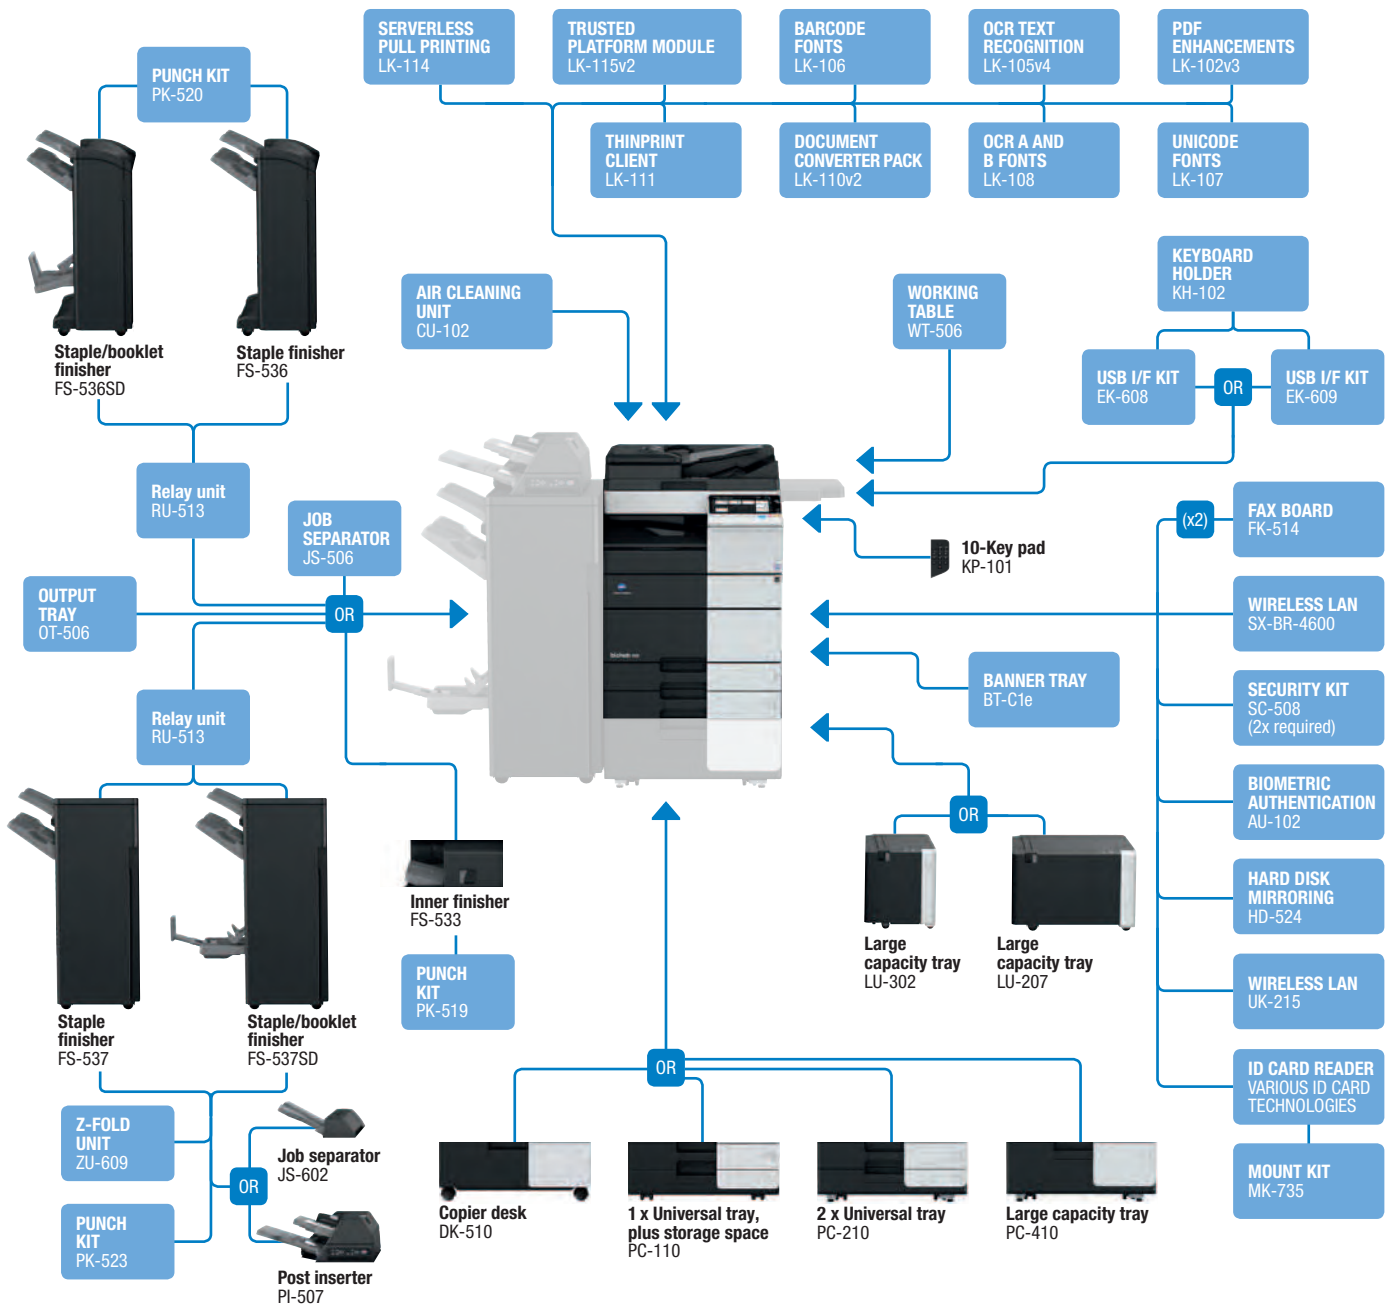 SERVERLESS
PULL PRINTING
LK-114
TRUSTED
PLATFORM MODULE
LK-115v2
BARCODE
FONTS
LK-106
OCR TEXT
RECOGNITION
LK-105v4
PDF
ENHANCEMENTS
LK-102v3
PUNCH KIT
PK-520
THINPRINT
CLIENT
LK-111
DOCUMENT
CONVERTER PACK
LK-110v2
OCR A AND
B FONTS
LK-108
UNICODE
FONTS
LK-107
KEYBOARD
HOLDER
KH-102
AIR CLEANING
UNIT
CU-102
WORKING
TABLE
WT-506
Staple/booklet
finisher
FS-536SD
Staple finisher
FS-536
USB I/F KIT
EK-608
OR
USB I/F KIT
EK-609
Relay unit
RU-513
JOB
SEPARATOR
JS-506
(x2)
FAX BOARD
FK-514
10-Key pad
KP-101
OUTPUT
TRAY
OT-506
OR
WIRELESS LAN
SX-BR-4600
BANNER TRAY
BT-C1e
SECURITY KIT
SC-508
(2x required)
Relay unit
RU-513
BIOMETRIC
AUTHENTICATION
AU-102
OR
HARD DISK
MIRRORING
HD-524
Inner finisher
FS-533
Large
capacity tray
LU-302
Large
capacity tray
LU-207
PUNCH
KIT
PK-519
WIRELESS LAN
UK-215
Staple
finisher
FS-537
Staple/booklet
finisher
FS-537SD
OR
ID CARD READER
VARIOUS ID CARD
TECHNOLOGIES
Z-FOLD
UNIT
ZU-609
Job separator
JS-602
OR
MOUNT KIT
MK-735
PUNCH
KIT
PK-523
Copier desk
DK-510
1 x Universal tray,
plus storage space
PC-110
2 x Universal tray
PC-210
Large capacity tray
PC-410
Post inserter
PI-507